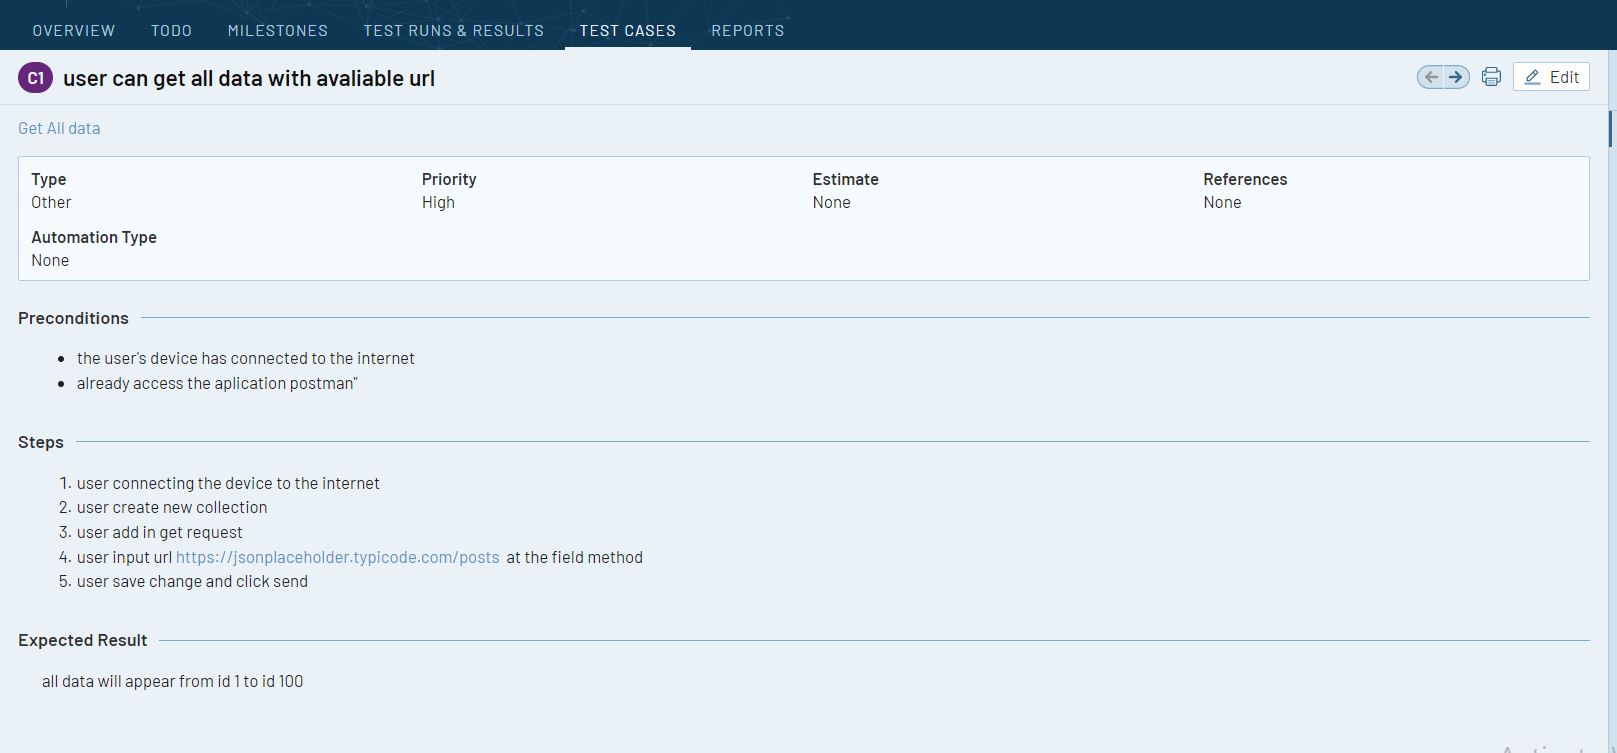 OVERVIEW TODO MILESTONES TEST RUNS & RESULTS TEST CASES REPORTS
C1 user can get all data with avaliable url
Edit
Get All data
Type Priority Estimate References
Other High None None
Automation Type
None
Preconditions
• the user's device has connected to the internet
• already access the aplication postman"
Steps
1. user connecting the device to the internet
2. user create new collection
3. user add in get request
4. user input url https://jsonplaceholder.typicode.com/posts at the field method
5. user save change and click send
Expected Result
all data will appear from id 1 to id 100